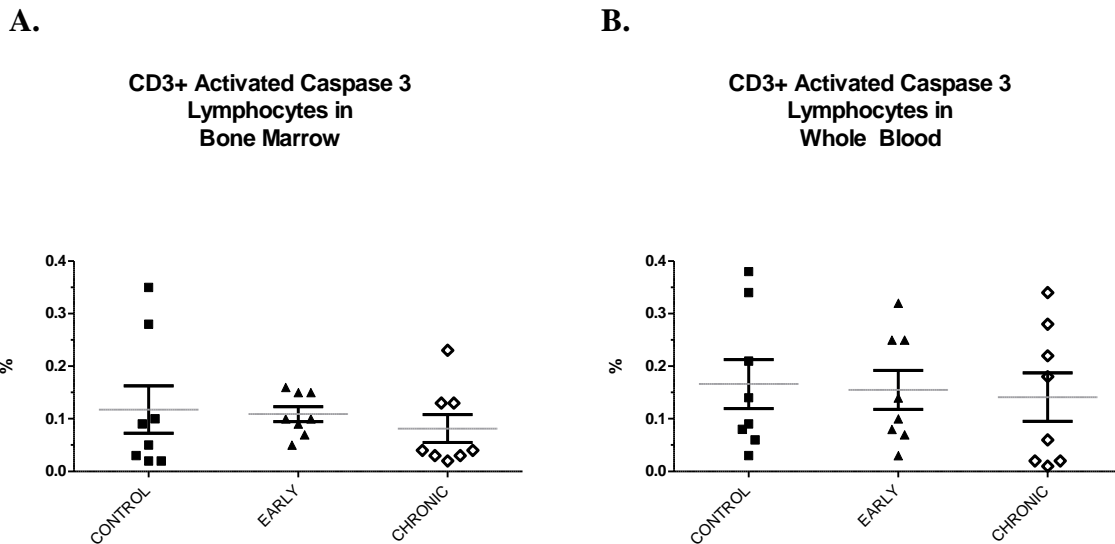 A.
CD3+ Activated Caspase 3
Lymphocytes in
Bone Marrow
0.4
0.3
0.2
0.1
0.0
%
CONTROL
EARLY
CHRONIC
B.
CD3+ Activated Caspase 3
Lymphocytes in
Whole Blood
0.4
0.3
0.2
0.1
0.0
%
CONTROL
EARLY
CHRONIC